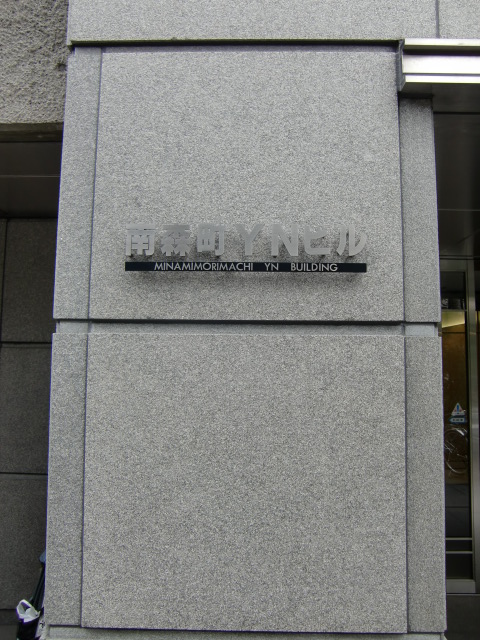 南森町YNビル
MINAMIMORIMACHI YN BUILDING